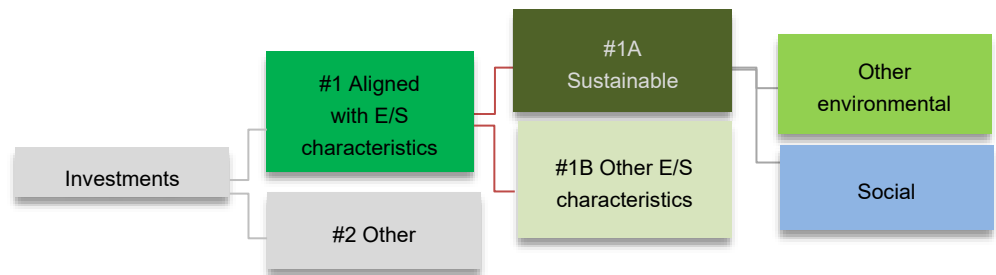 Investments
#1 Aligned
with E/S
characteristics
#2 Other
#1A
Sustainable
#1B Other E/S
characteristics
Other
environmental
Social